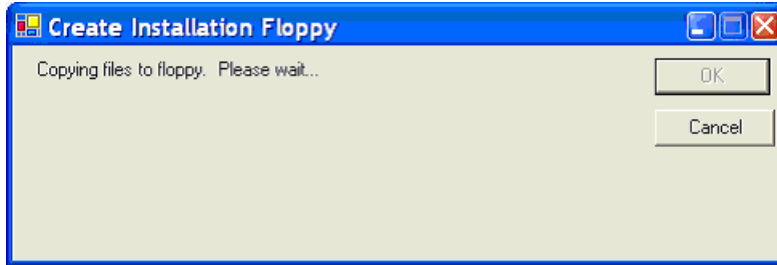 Create Installation Floppy
Copying files to floppy.  Please wait...
OK
Cancel